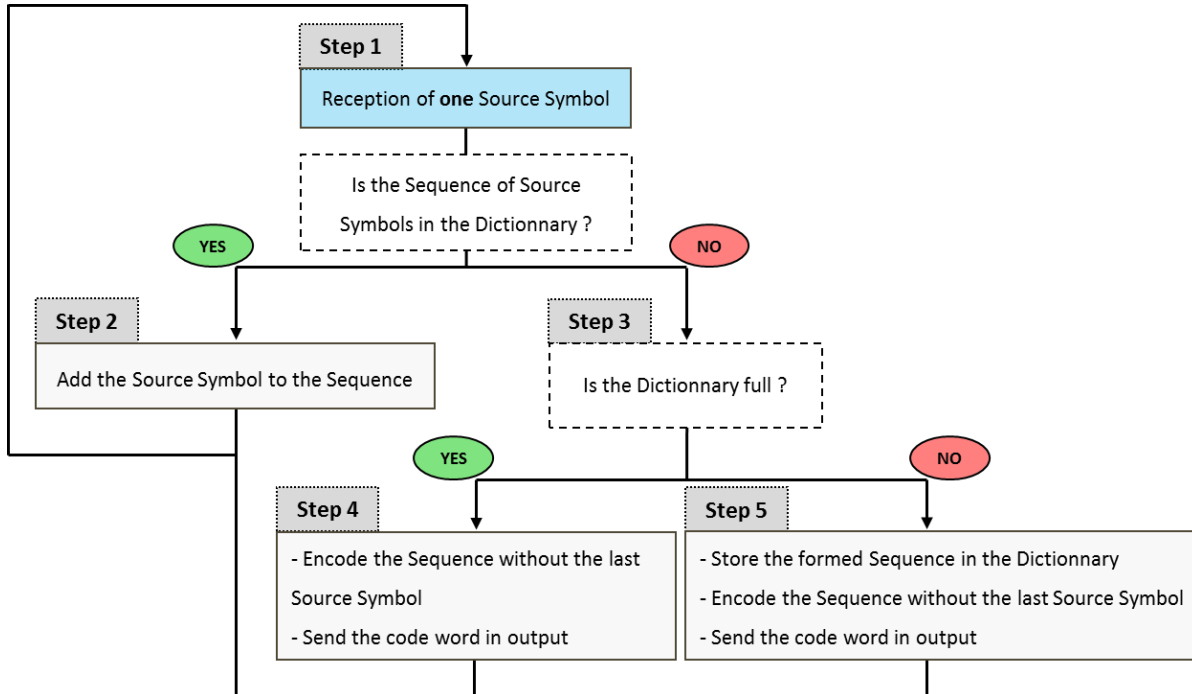 Step 1
Reception of one Source Symbol
Is the Sequence of Source
Symbols in the Dictionnary ?
YES
NO
Step 2
Add the Source Symbol to the Sequence
Step 3
Is the Dictionnary full ?
YES
NO
Step 4
- Encode the Sequence without the last
Source Symbol
- Send the code word in output
Step 5
- Store the formed Sequence in the Dictionnary
- Encode the Sequence without the last Source Symbol
- Send the code word in output